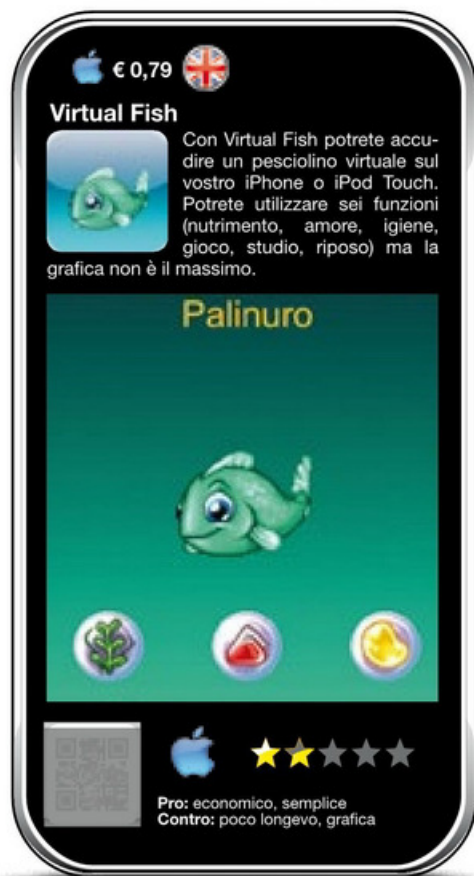 € 0,79
Virtual Fish
Con Virtual Fish potrete accu-
dire un pesciolino virtuale sul
vostro iPhone o iPod Touch.
Potrete utilizzare sei funzioni
(nutrimento, amore, igiene,
gioco, studio, riposo) ma la
grafica non è il massimo.
Palinuro
Pro: economico, semplice
Contro: poco longevo, grafica